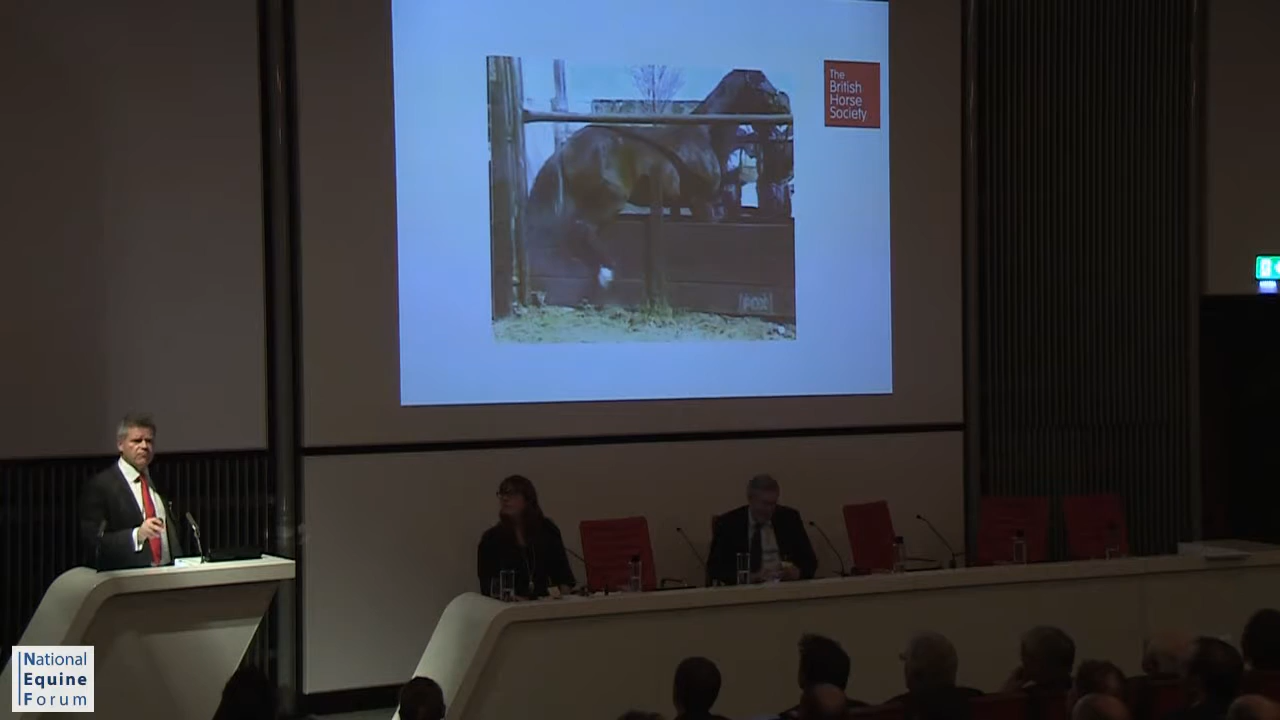 The
British
Horse
Society
National
Equine
Forum